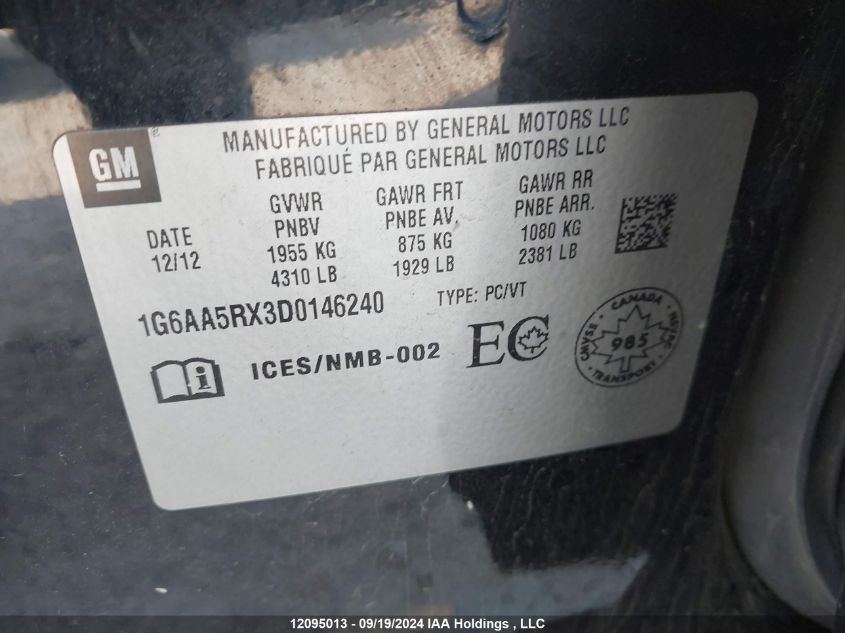 GM
®
MANUFACTURED BY GENERAL MOTORS LLC
FABRIQUÉ PAR GENERAL MOTORS LLC
DATE
12/12
GVWR
PNBV
1955 KG
4310 LB
GAWR FRT
PNBE AV.
875 KG
1929 LB
GAWR RR
PNBE ARR.
1080 KG
2381 LB
1G6AA5RX3D0146240
TYPE: PC/VT
i
ICES/NMB-002
EC
CANADA
CMVSS
985
NSVAC
TRANSPORT
12095013 - 09/19/2024 IAA Holdings , LLC